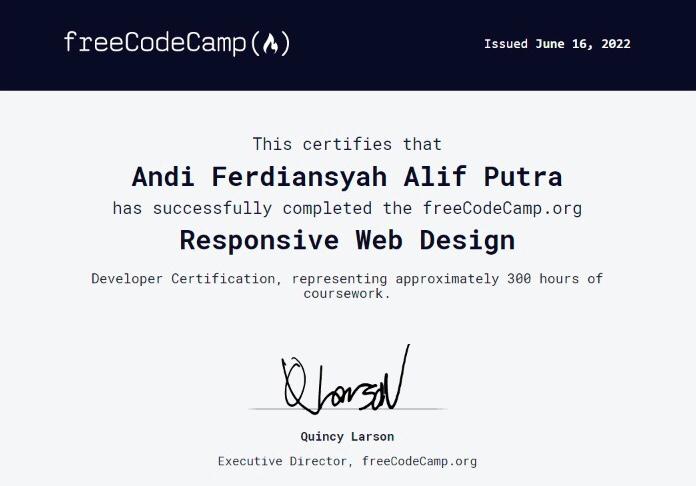 freeCodeCamp(🔥)
Issued June 16, 2022
This certifies that
Andi Ferdiansyah Alif Putra
has successfully completed the freeCodeCamp.org
Responsive Web Design
Developer Certification, representing approximately 300 hours of
coursework.
Q Larson
Quincy Larson
Executive Director, freeCodeCamp.org